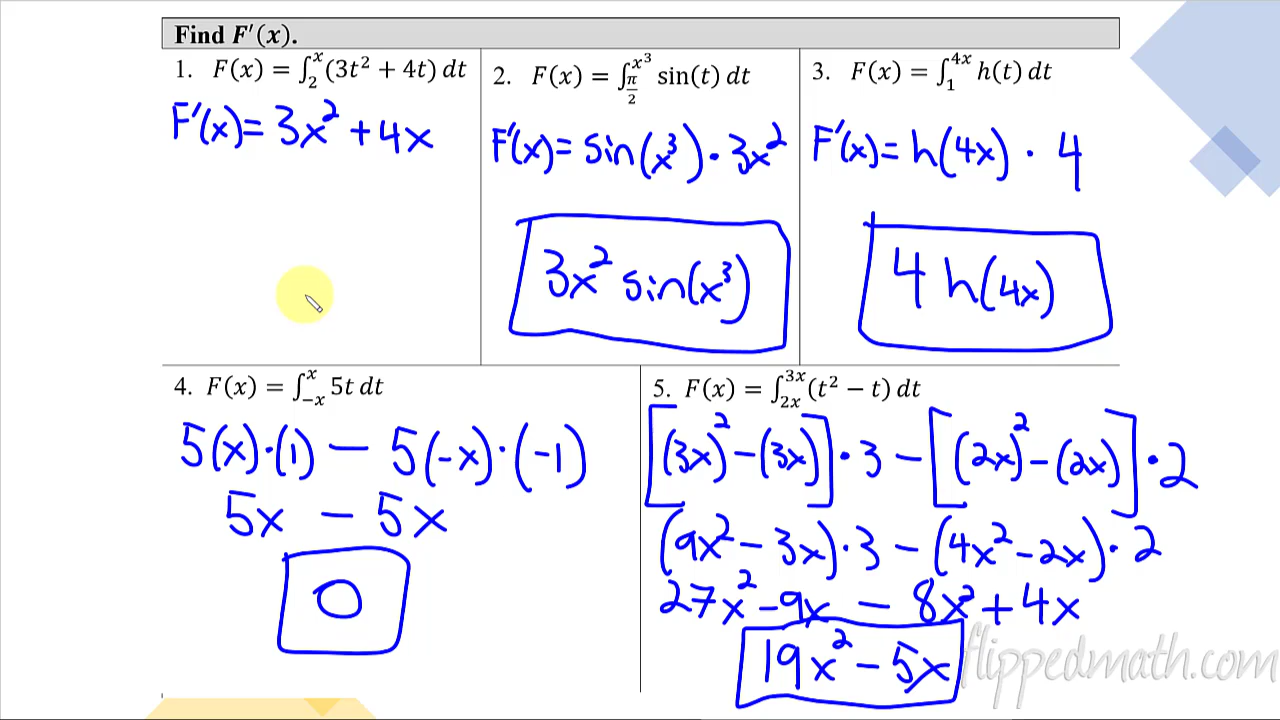 Find F′(x).
1. F(x) = ∫₂ˣ (3t² + 4t) dt
F'(x) = 3x² + 4x
2. F(x) = ∫_{π/2}^{x³} sin(t) dt
F'(x) = sin(x³) · 3x²
3x² sin(x³)
3. F(x) = ∫₁^{4x} h(t) dt
F'(x) = h(4x) · 4
4 h(4x)
4. F(x) = ∫_{−x}^{x} 5t dt
5(x)·(1) − 5(-x)·(-1)
5x − 5x
0
5. F(x) = ∫_{2x}^{3x} (t² − t) dt
[(3x)² − (3x)] · 3 − [(2x)² − (2x)] · 2
(9x² − 3x) · 3 − (4x² − 2x) · 2
27x² − 9x − 8x² + 4x
19x² − 5x
flippedmath.com